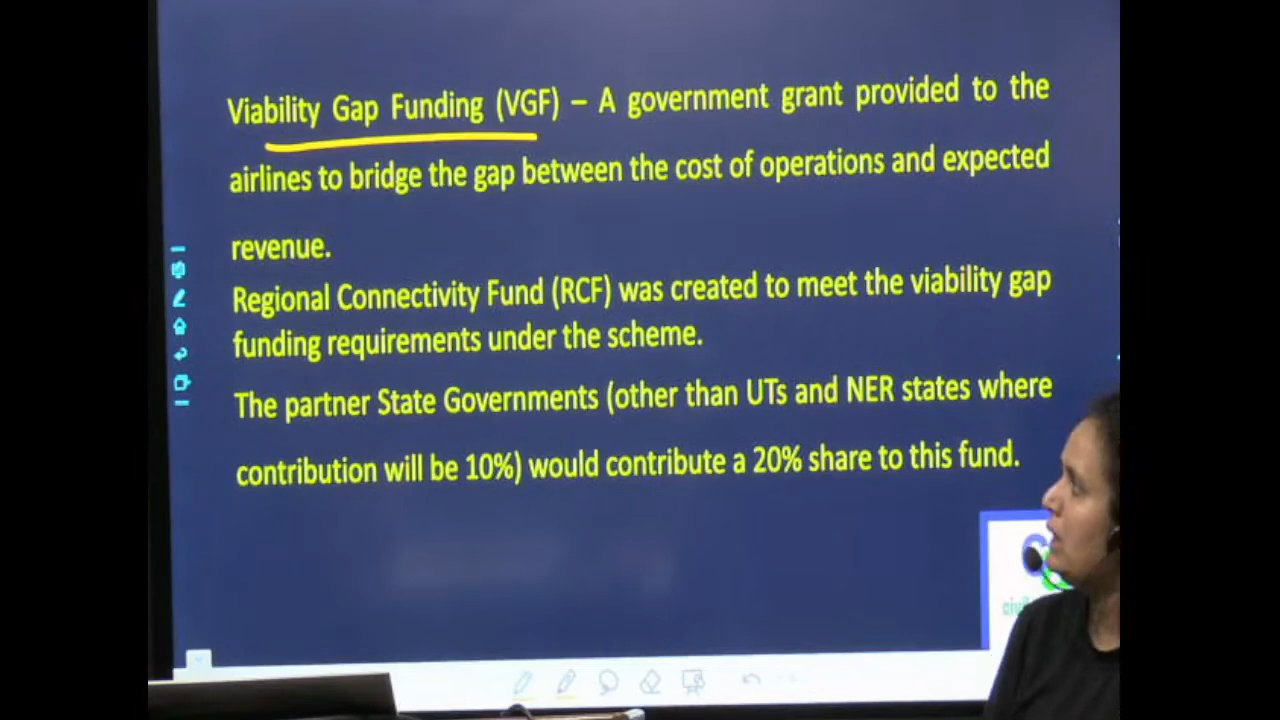 Viability Gap Funding (VGF) – A government grant provided to the
airlines to bridge the gap between the cost of operations and expected
revenue.
Regional Connectivity Fund (RCF) was created to meet the viability gap
funding requirements under the scheme.
The partner State Governments (other than UTs and NER states where
contribution will be 10%) would contribute a 20% share to this fund.